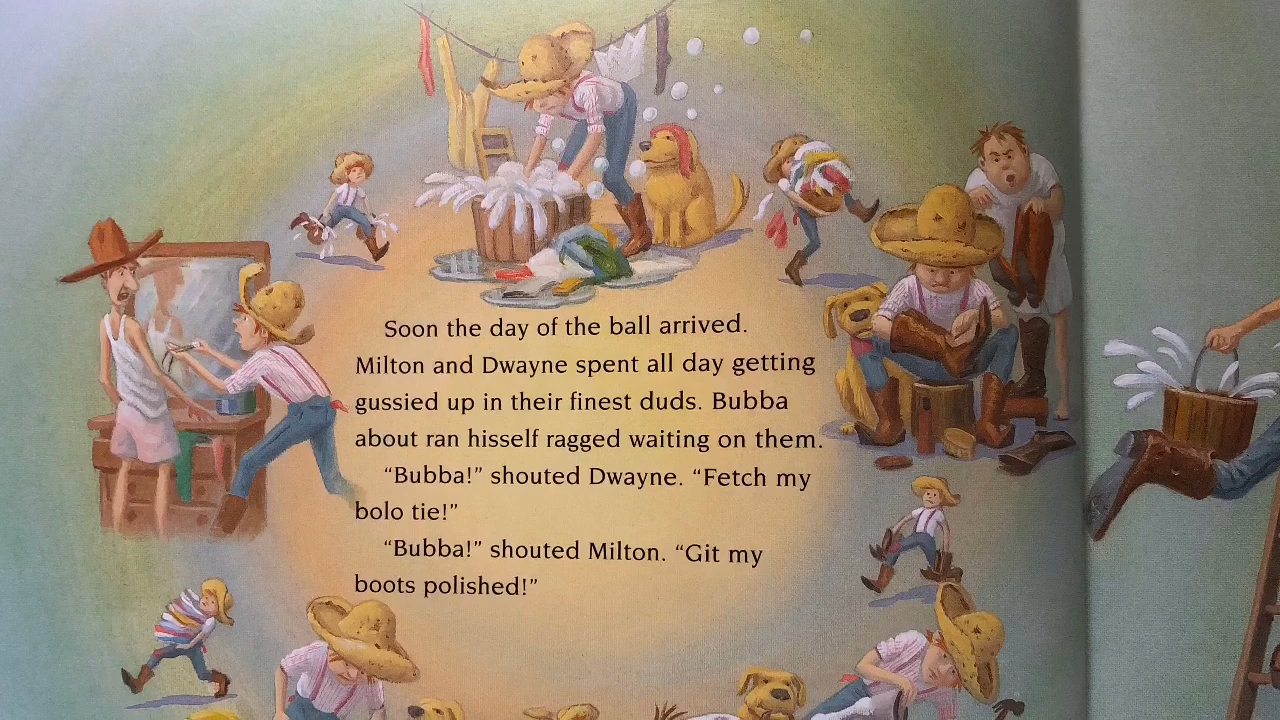 Soon the day of the ball arrived.
Milton and Dwayne spent all day getting
gussied up in their finest duds. Bubba
about ran hisself ragged waiting on them.
“Bubba!” shouted Dwayne. “Fetch my
bolo tie!”
“Bubba!” shouted Milton. “Git my
boots polished!”